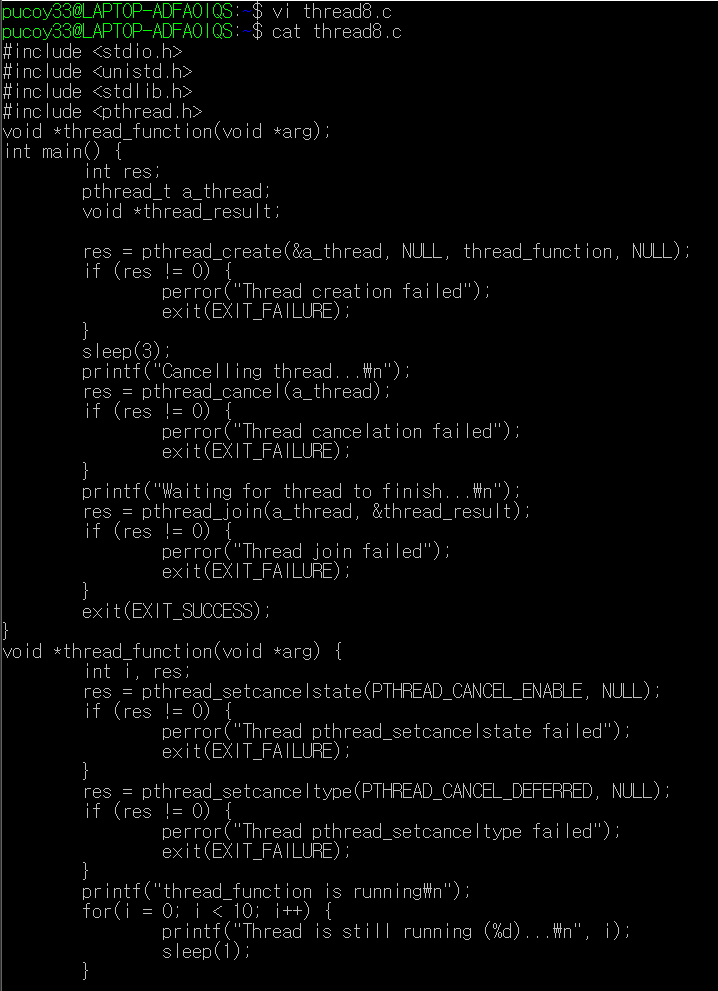 pucoy33@LAPTOP-ADFAOIQS:~$ vi thread8.c
pucoy33@LAPTOP-ADFAOIQS:~$ cat thread8.c
#include <stdio.h>
#include <unistd.h>
#include <stdlib.h>
#include <pthread.h>
void *thread_function(void *arg);
int main() {
        int res;
        pthread_t a_thread;
        void *thread_result;

        res = pthread_create(&a_thread, NULL, thread_function, NULL);
        if (res != 0) {
                perror("Thread creation failed");
                exit(EXIT_FAILURE);
        }
        sleep(3);
        printf("Cancelling thread...₩n");
        res = pthread_cancel(a_thread);
        if (res != 0) {
                perror("Thread cancelation failed");
                exit(EXIT_FAILURE);
        }
        printf("Waiting for thread to finish...₩n");
        res = pthread_join(a_thread, &thread_result);
        if (res != 0) {
                perror("Thread join failed");
                exit(EXIT_FAILURE);
        }
        exit(EXIT_SUCCESS);
}
void *thread_function(void *arg) {
        int i, res;
        res = pthread_setcancelstate(PTHREAD_CANCEL_ENABLE, NULL);
        if (res != 0) {
                perror("Thread pthread_setcancelstate failed");
                exit(EXIT_FAILURE);
        }
        res = pthread_setcanceltype(PTHREAD_CANCEL_DEFERRED, NULL);
        if (res != 0) {
                perror("Thread pthread_setcanceltype failed");
                exit(EXIT_FAILURE);
        }
        printf("thread_function is running₩n");
        for(i = 0; i < 10; i++) {
                printf("Thread is still running (%d)...₩n", i);
                sleep(1);
        }